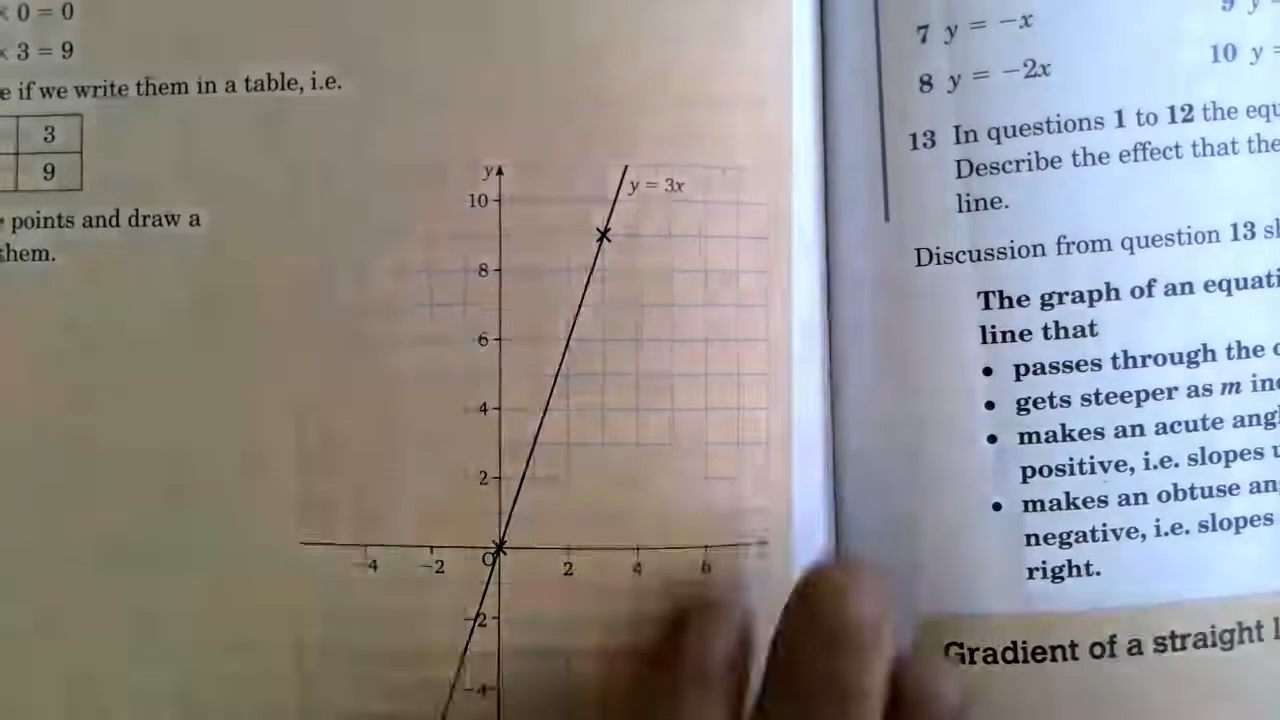 × 0 = 0
× 3 = 9
e if we write them in a table, i.e.
3
9
points and draw a
them.
y
y = 3x
10
8
6
4
2
O
-4 -2 2 4 6
-2
-4
7 y = −x
8 y = −2x
9 y
10 y =
13 In questions 1 to 12 the equ
Describe the effect that the
line.
Discussion from question 13 sh
The graph of an equati
line that
• passes through the o
• gets steeper as m inc
• makes an acute angl
positive, i.e. slopes u
• makes an obtuse an
negative, i.e. slopes
right.
Gradient of a straight l